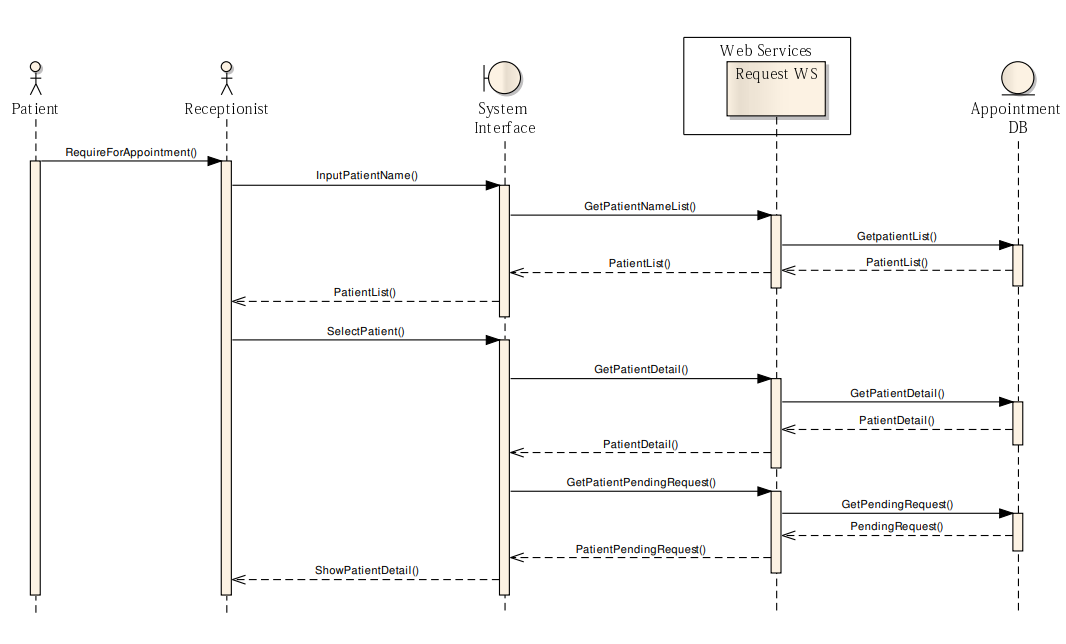 Web Services
Request WS
Patient
Receptionist
System
Interface
Appointment
DB
RequireForAppointment()
InputPatientName()
GetPatientNameList()
GetpatientList()
PatientList()
PatientList()
PatientList()
SelectPatient()
GetPatientDetail()
GetPatientDetail()
PatientDetail()
PatientDetail()
GetPatientPendingRequest()
GetPendingRequest()
PendingRequest()
PatientPendingRequest()
ShowPatientDetail()